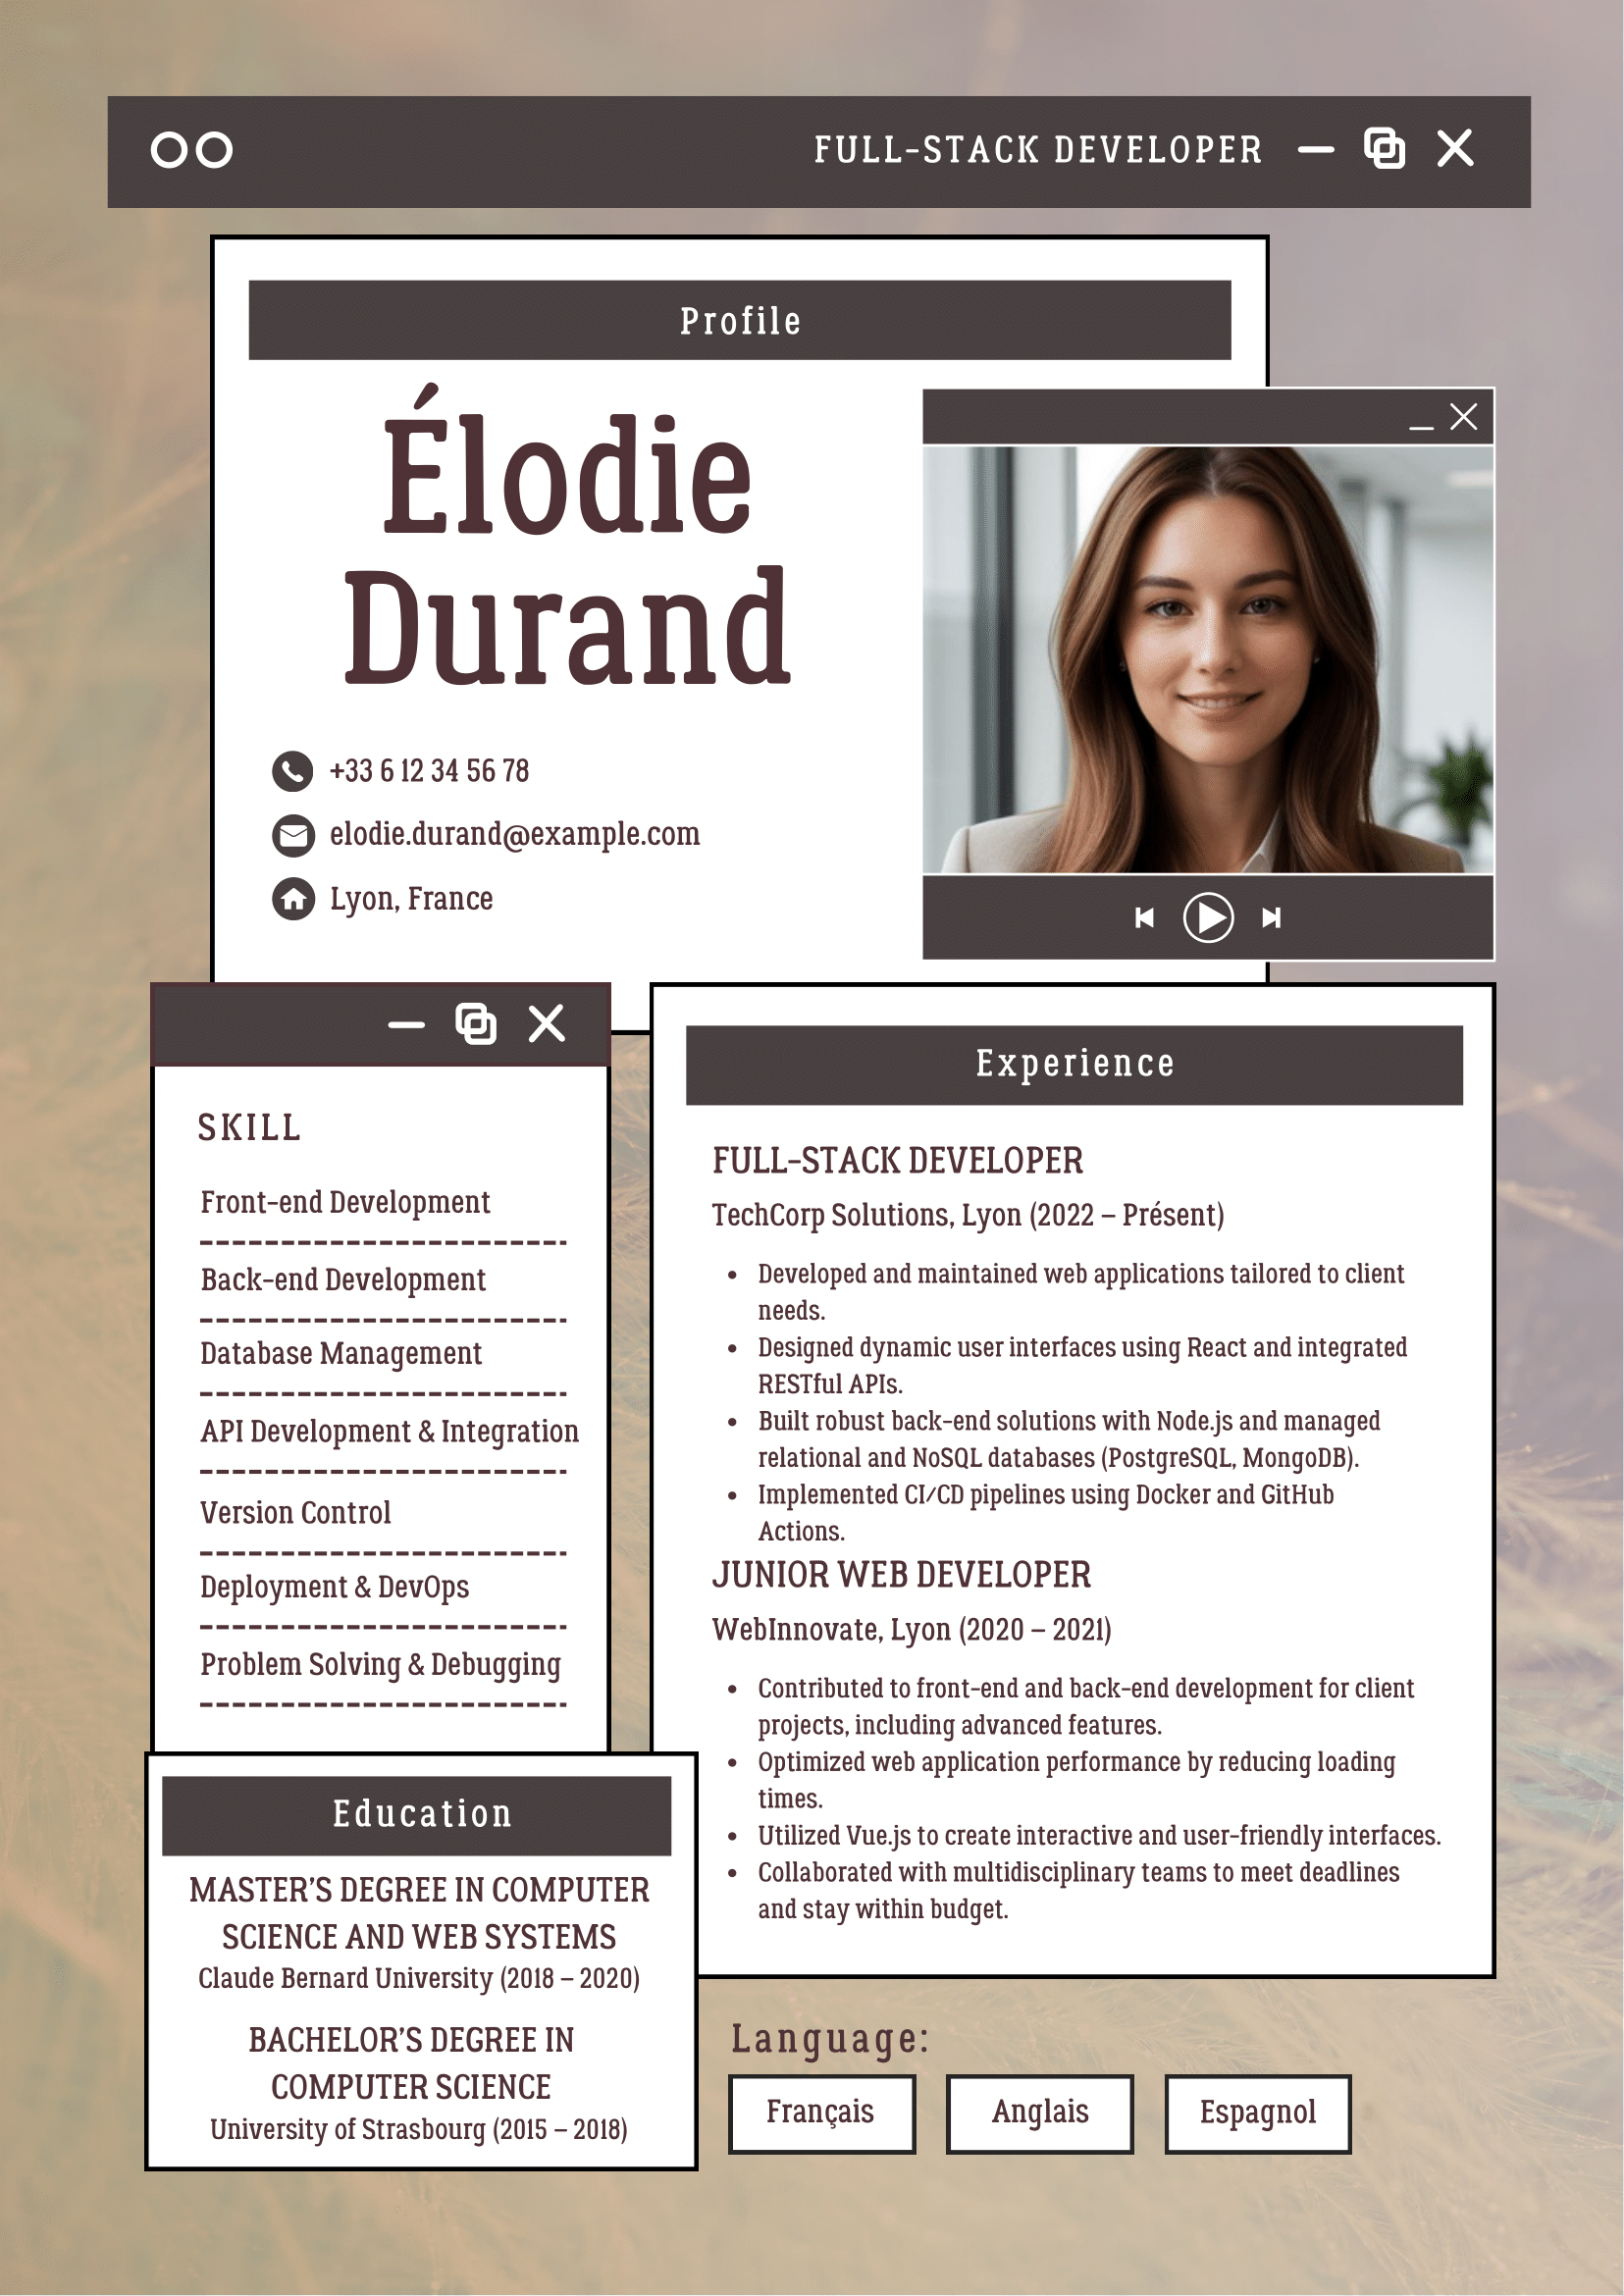 FULL-STACK DEVELOPER
Profile
Élodie
Durand
+33 6 12 34 56 78
elodie.durand@example.com
Lyon, France
SKILL
Front-end Development
Back-end Development
Database Management
API Development & Integration
Version Control
Deployment & DevOps
Problem Solving & Debugging
Experience
FULL-STACK DEVELOPER
TechCorp Solutions, Lyon (2022 – Présent)
• Developed and maintained web applications tailored to client
needs.
• Designed dynamic user interfaces using React and integrated
RESTful APIs.
• Built robust back-end solutions with Node.js and managed
relational and NoSQL databases (PostgreSQL, MongoDB).
• Implemented CI/CD pipelines using Docker and GitHub
Actions.
JUNIOR WEB DEVELOPER
WebInnovate, Lyon (2020 – 2021)
• Contributed to front-end and back-end development for client
projects, including advanced features.
• Optimized web application performance by reducing loading
times.
• Utilized Vue.js to create interactive and user-friendly interfaces.
• Collaborated with multidisciplinary teams to meet deadlines
and stay within budget.
Education
MASTER'S DEGREE IN COMPUTER
SCIENCE AND WEB SYSTEMS
Claude Bernard University (2018 – 2020)
BACHELOR'S DEGREE IN
COMPUTER SCIENCE
University of Strasbourg (2015 – 2018)
Language:
Français
Anglais
Espagnol